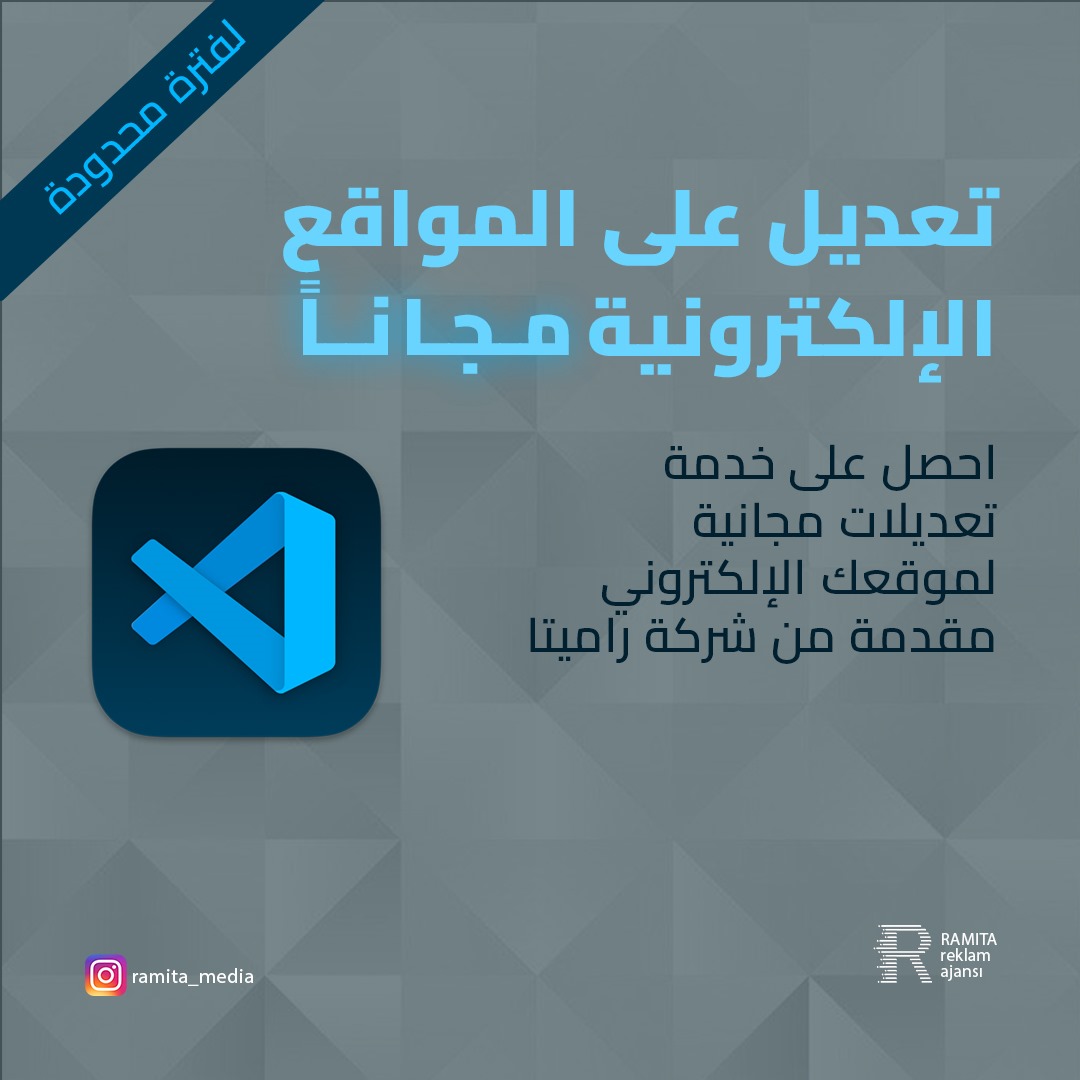 لفترة محدودة
تعديل على المواقع
الإلكترونية مـجـانــاً
احصل على خدمة
تعديلات مجانية
لموقعك الإلكتروني
مقدمة من شركة راميتا
ramita_media
RAMITA
reklam
ajansı